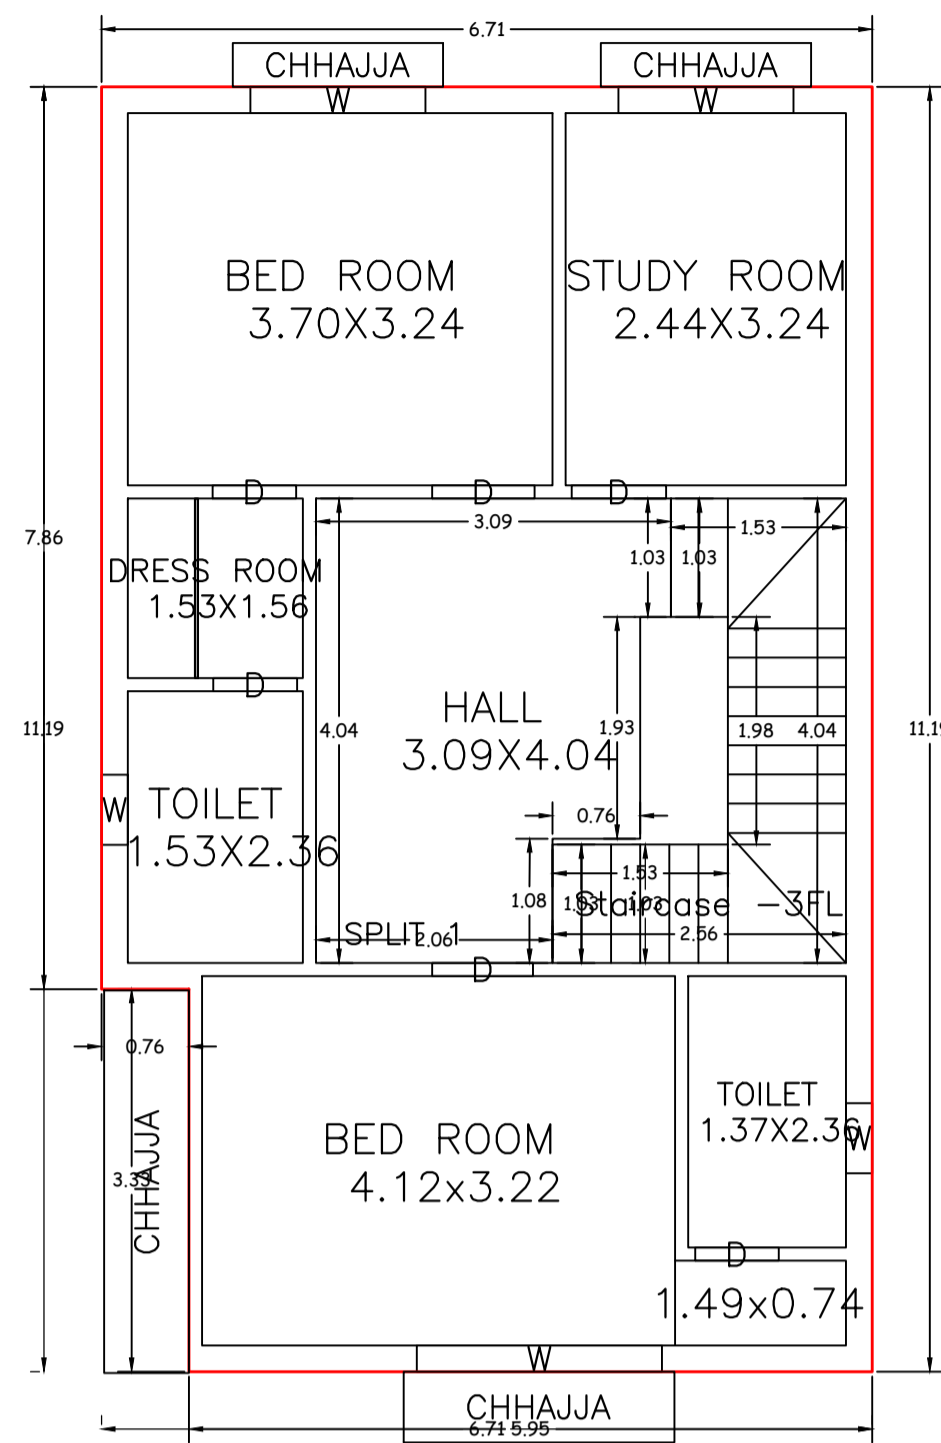 6.71
CHHAJJA
CHHAJJA
W
W
BED ROOM
3.70X3.24
STUDY ROOM
2.44X3.24
D
D
D
3.09
1.53
7.86
1.03
1.03
DRESS ROOM
1.53X1.56
D
HALL
3.09X4.04
11.19
4.04
1.93
1.98
4.04
11.19
W
TOILET
1.53X2.36
0.76
1.53
1.08
1.03
1.03
Staircase -3FL
SPLIT 1
2.06
2.56
D
0.76
TOILET
1.37X2.36
W
BED ROOM
4.12x3.22
3.33
CHHAJJA
D
1.49x0.74
W
CHHAJJA
6.71
5.95